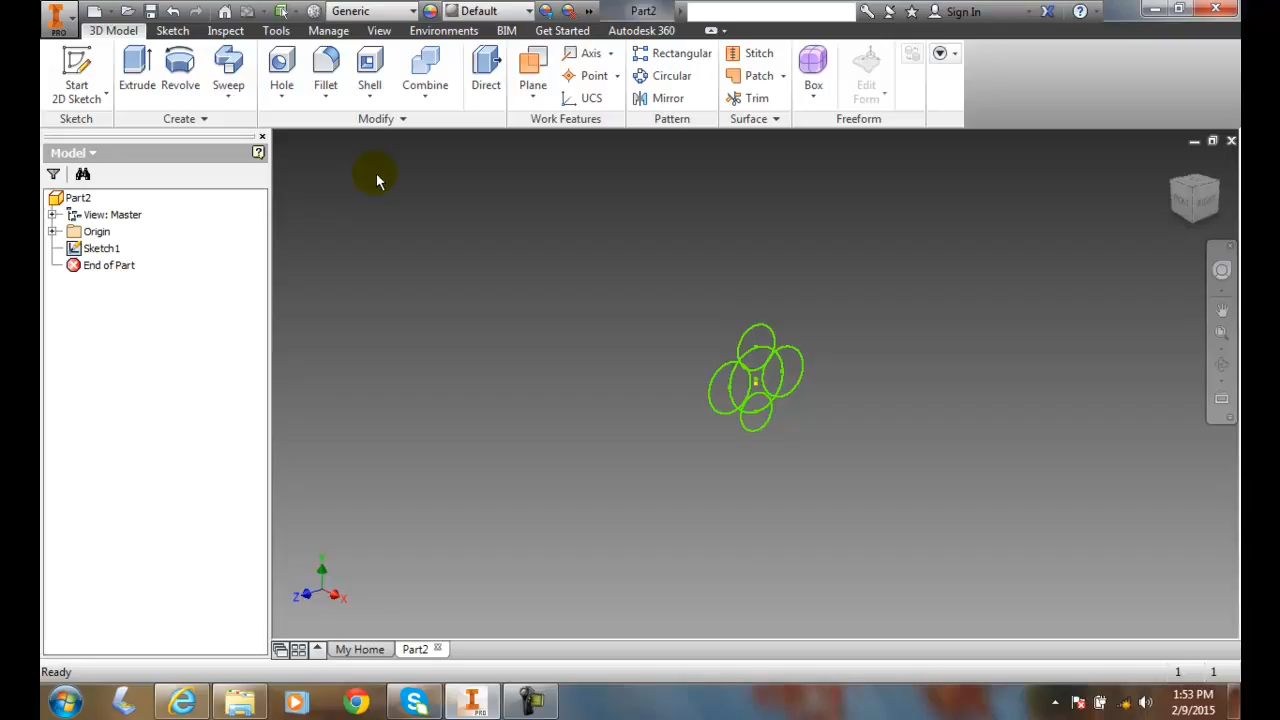 Generic
Default
Part2
Sign In
PRO
3D Model
Sketch
Inspect
Tools
Manage
View
Environments
BIM
Get Started
Autodesk 360
Start
2D Sketch
Extrude
Revolve
Sweep
Hole
Fillet
Shell
Combine
Direct
Plane
Axis
Point
UCS
Rectangular
Circular
Mirror
Stitch
Patch
Trim
Box
Edit
Form
Sketch
Create
Modify
Work Features
Pattern
Surface
Freeform
Model
Part2
View: Master
Origin
Sketch1
End of Part
RIGHT
Y
Z
X
My Home
Part2
Ready
1
1
PRO
1:53 PM
2/9/2015